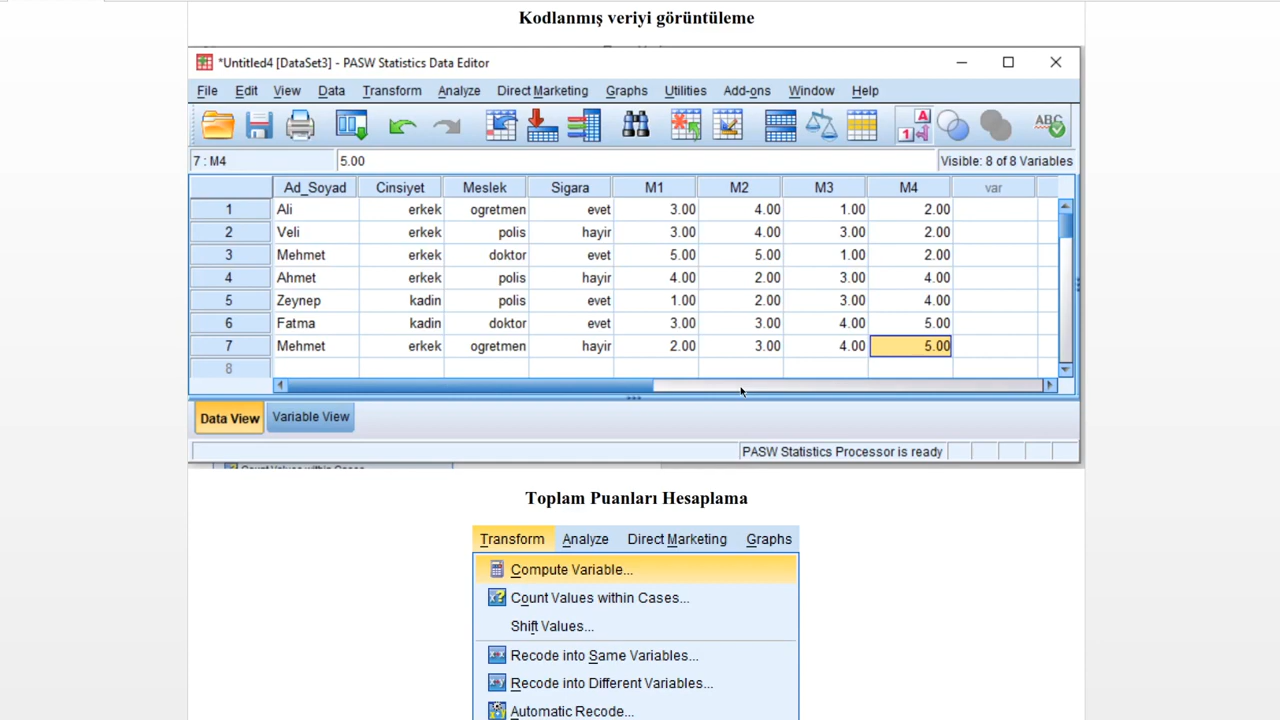 Kodlanmış veriyi görüntüleme
*Untitled4 [DataSet3] - PASW Statistics Data Editor
File Edit View Data Transform Analyze Direct Marketing Graphs Utilities Add-ons Window Help
7 : M4 5.00 Visible: 8 of 8 Variables
Ad_Soyad Cinsiyet Meslek Sigara M1 M2 M3 M4 var
1 Ali erkek ogretmen evet 3.00 4.00 1.00 2.00
2 Veli erkek polis hayir 3.00 4.00 3.00 2.00
3 Mehmet erkek doktor evet 5.00 5.00 1.00 2.00
4 Ahmet erkek polis hayir 4.00 2.00 3.00 4.00
5 Zeynep kadin polis evet 1.00 2.00 3.00 4.00
6 Fatma kadin doktor evet 3.00 3.00 4.00 5.00
7 Mehmet erkek ogretmen hayir 2.00 3.00 4.00 5.00
8
Data View Variable View
PASW Statistics Processor is ready
Count Values within Cases
Toplam Puanları Hesaplama
Transform Analyze Direct Marketing Graphs
Compute Variable...
Count Values within Cases...
Shift Values...
Recode into Same Variables...
Recode into Different Variables...
Automatic Recode...